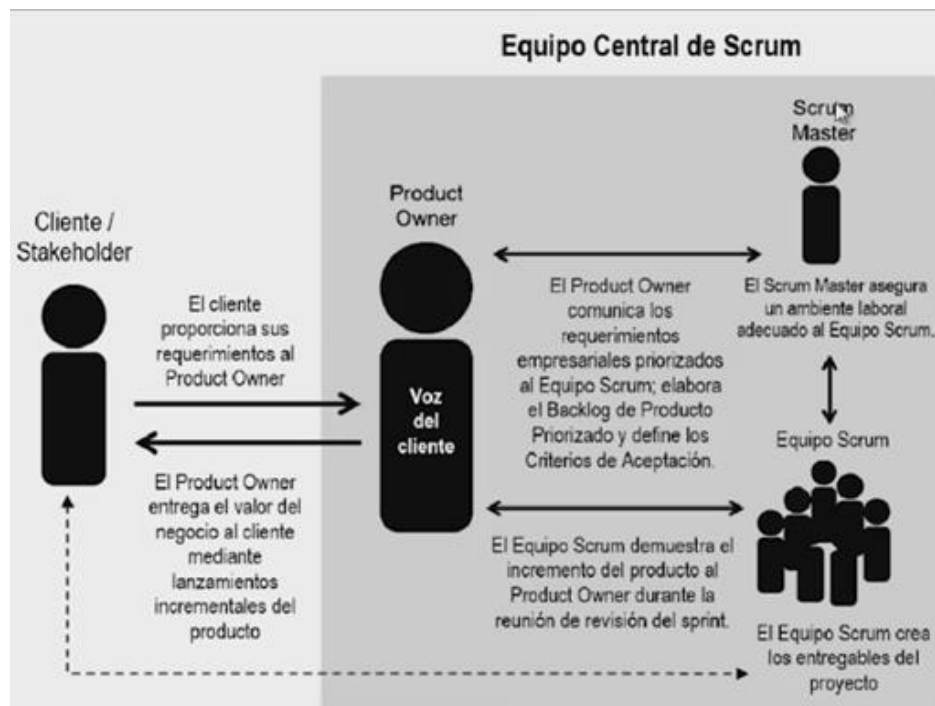 Equipo Central de Scrum
Scrum
Master
Product
Owner
Cliente /
Stakeholder
El cliente
proporciona sus
requerimientos al
Product Owner
Voz
del
cliente
El Product Owner
comunica los
requerimientos
empresariales priorizados
al Equipo Scrum; elabora
el Backlog de Producto
Priorizado y define los
Criterios de Aceptación.
El Scrum Master asegura
un ambiente laboral
adecuado al Equipo Scrum.
Equipo Scrum
El Product Owner
entrega el valor del
negocio al cliente
mediante
lanzamientos
incrementales del
producto
El Equipo Scrum demuestra el
incremento del producto al
Product Owner durante la
reunión de revisión del sprint.
El Equipo Scrum crea
los entregables del
proyecto